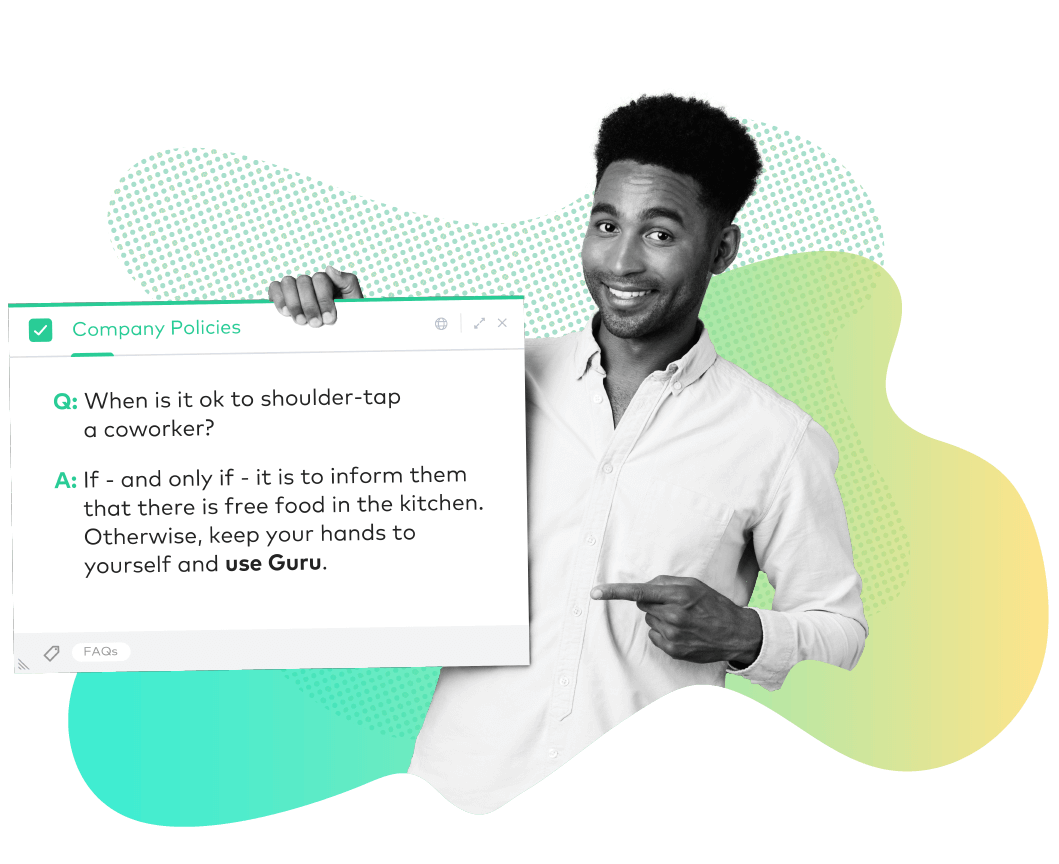 Company Policies
Q: When is it ok to shoulder-tap
a coworker?
A: If - and only if - it is to inform them
that there is free food in the kitchen.
Otherwise, keep your hands to
yourself and use Guru.
FAQs